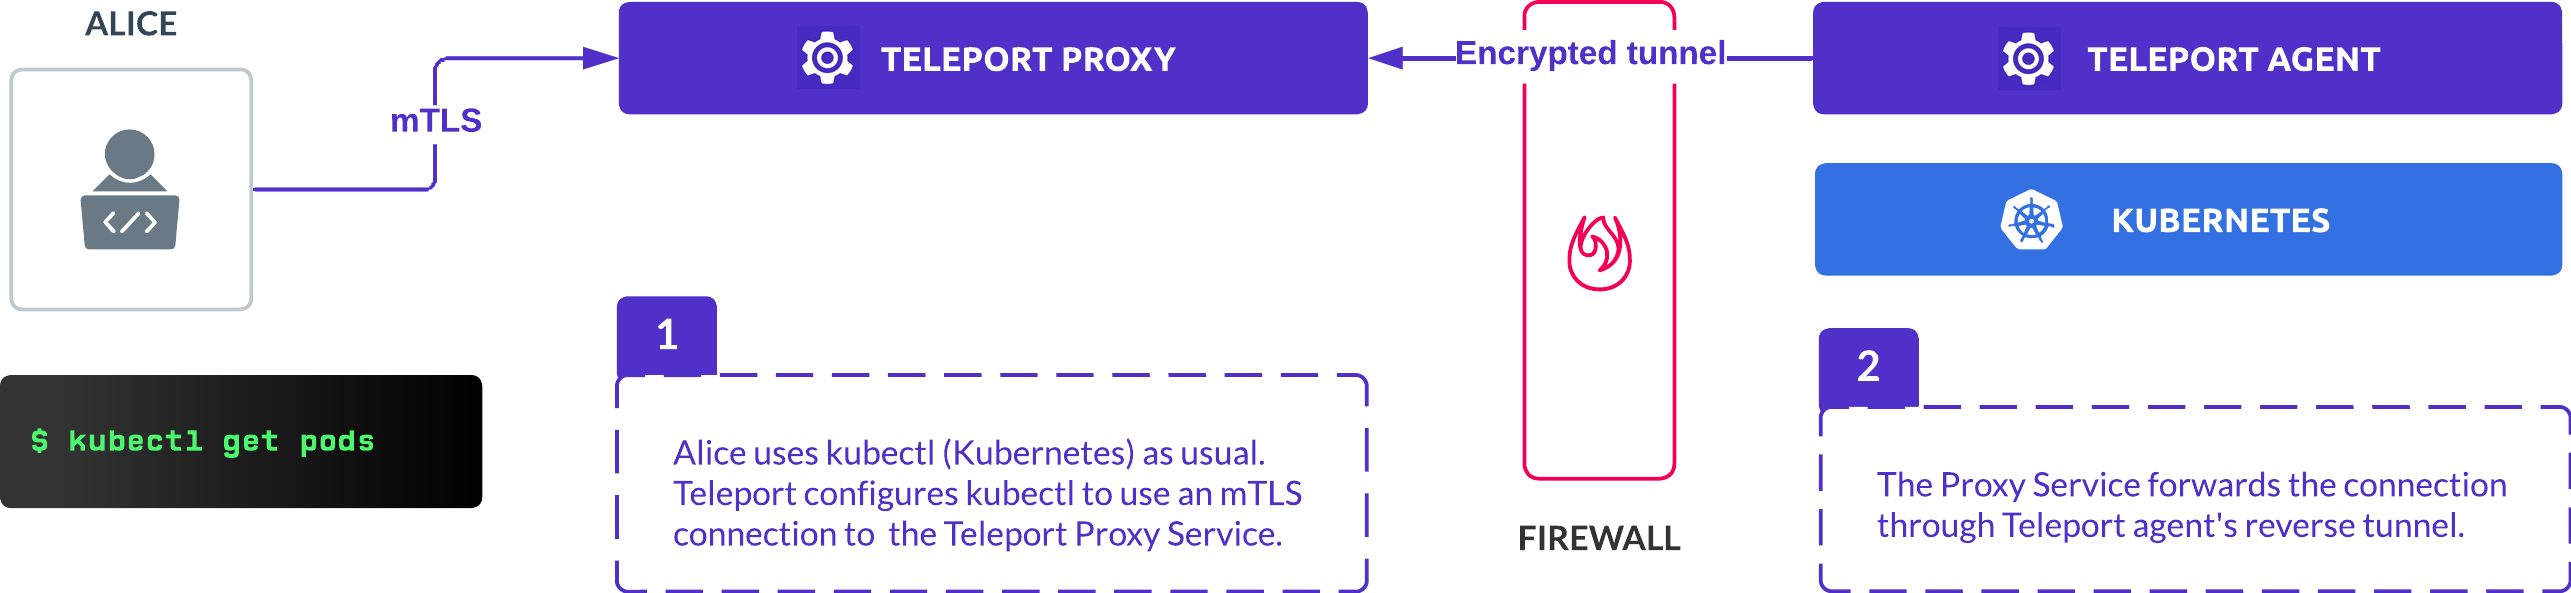 ALICE
mTLS
TELEPORT PROXY
Encrypted tunnel
TELEPORT AGENT
KUBERNETES
$ kubectl get pods
1
Alice uses kubectl (Kubernetes) as usual.
Teleport configures kubectl to use an mTLS
connection to  the Teleport Proxy Service.
FIREWALL
2
The Proxy Service forwards the connection
through Teleport agent's reverse tunnel.